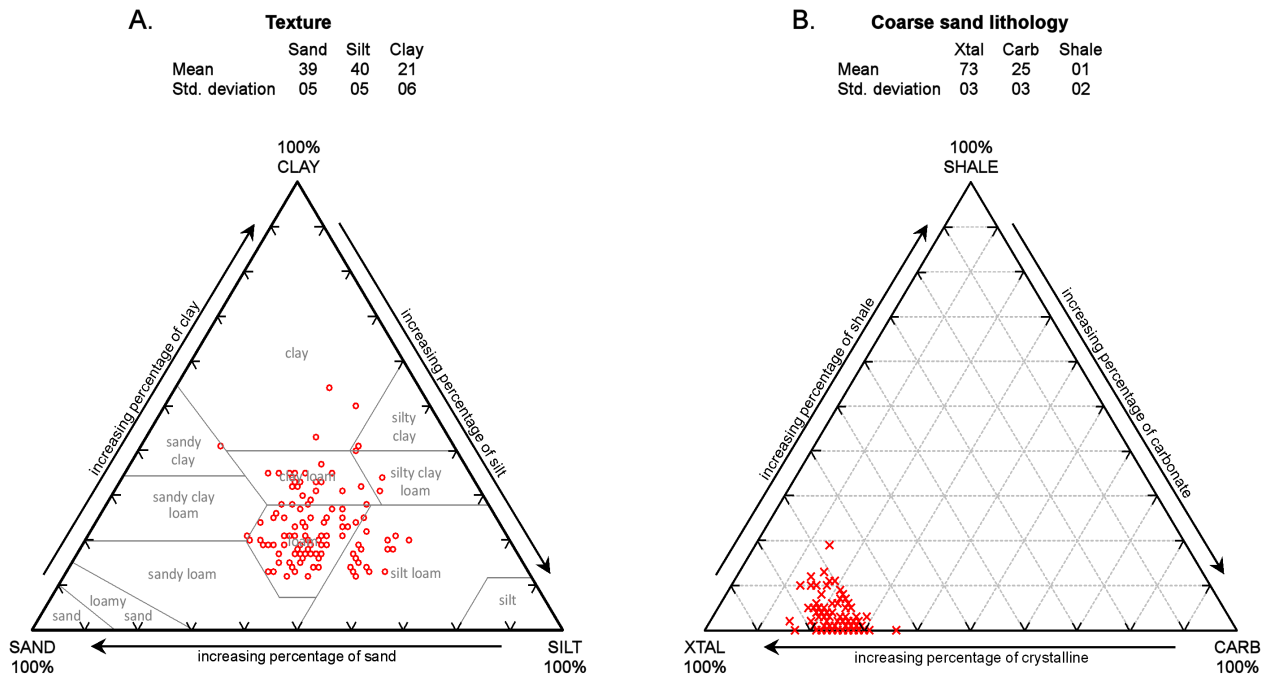 A.
Texture
Sand Silt Clay
Mean 39 40 21
Std. deviation 05 05 06
100%
CLAY
increasing percentage of clay
increasing percentage of silt
clay
silty
clay
sandy
clay
clay loam
silty clay
loam
sandy clay
loam
loam
sandy loam
silt loam
loamy
sand
sand
silt
SAND
100%
increasing percentage of sand
SILT
100%
B.
Coarse sand lithology
Xtal Carb Shale
Mean 73 25 01
Std. deviation 03 03 02
100%
SHALE
increasing percentage of shale
increasing percentage of carbonate
XTAL
100%
increasing percentage of crystalline
CARB
100%